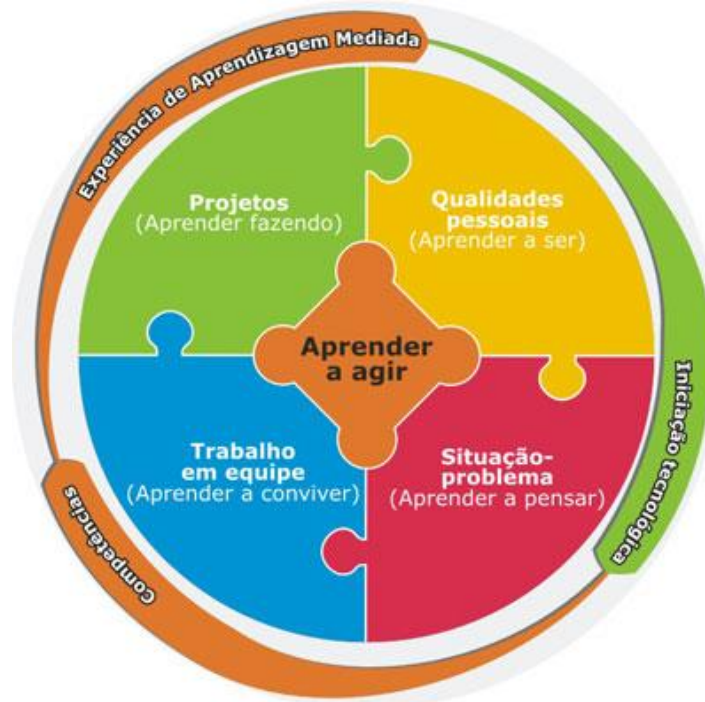 Experiência de Aprendizagem Mediada
Projetos
(Aprender fazendo)
Qualidades
pessoais
(Aprender a ser)
Aprender
a agir
Trabalho
em equipe
(Aprender a conviver)
Situação-
problema
(Aprender a pensar)
Iniciação tecnológica
Competências